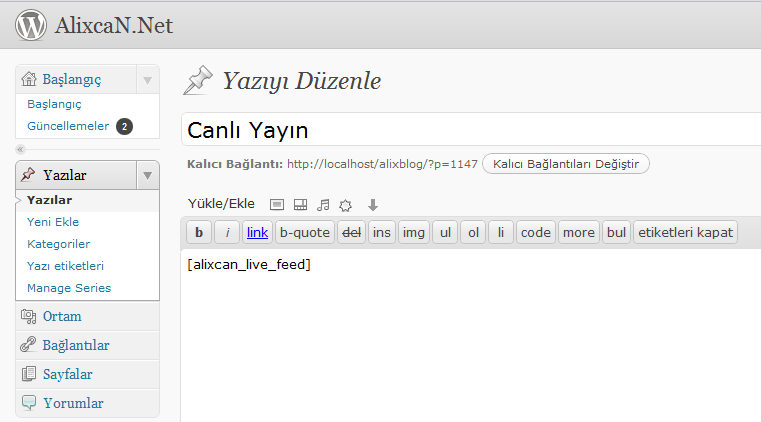 AlixcaN.Net
Başlangıç
Başlangıç
Güncellemeler 2
Yazılar
Yazılar
Yeni Ekle
Kategoriler
Yazı etiketleri
Manage Series
Ortam
Bağlantılar
Sayfalar
Yorumlar
Yazıyı Düzenle
Canlı Yayın
Kalıcı Bağlantı: http://localhost/alixblog/?p=1147 Kalıcı Bağlantıları Değiştir
Yükle/Ekle
b i link b-quote del ins img ul ol li code more bul etiketleri kapat
[alixcan_live_feed]